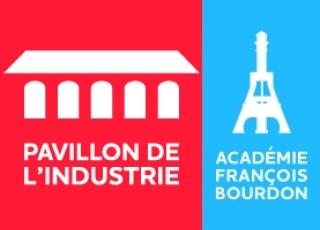 PAVILLON DE
L'INDUSTRIE
ACADÉMIE
FRANÇOIS
BOURDON